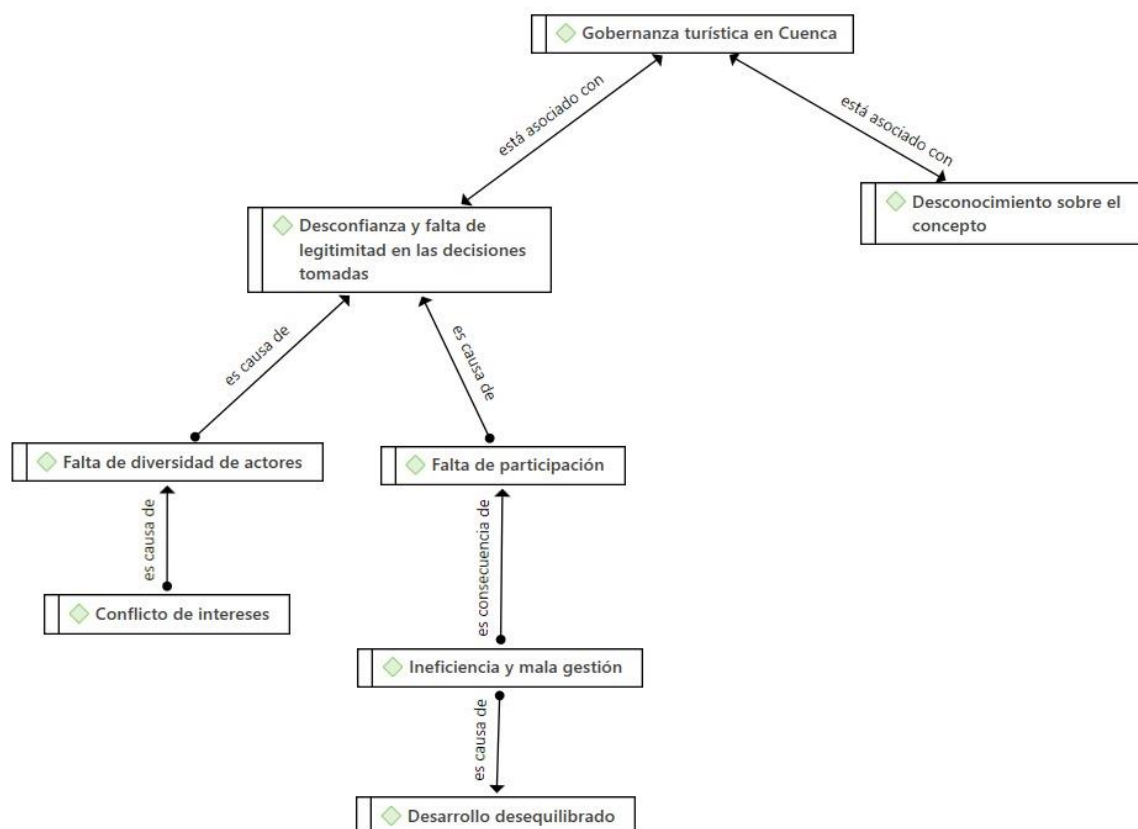 Gobernanza turística en Cuenca
está asociado con
está asociado con
Desconocimiento sobre el
concepto
Desconfianza y falta de
legitimitad en las decisiones
tomadas
es causa de
es causa de
Falta de diversidad de actores
Falta de participación
es causa de
es consecuencia de
Conflicto de intereses
Ineficiencia y mala gestión
es causa de
Desarrollo desequilibrado